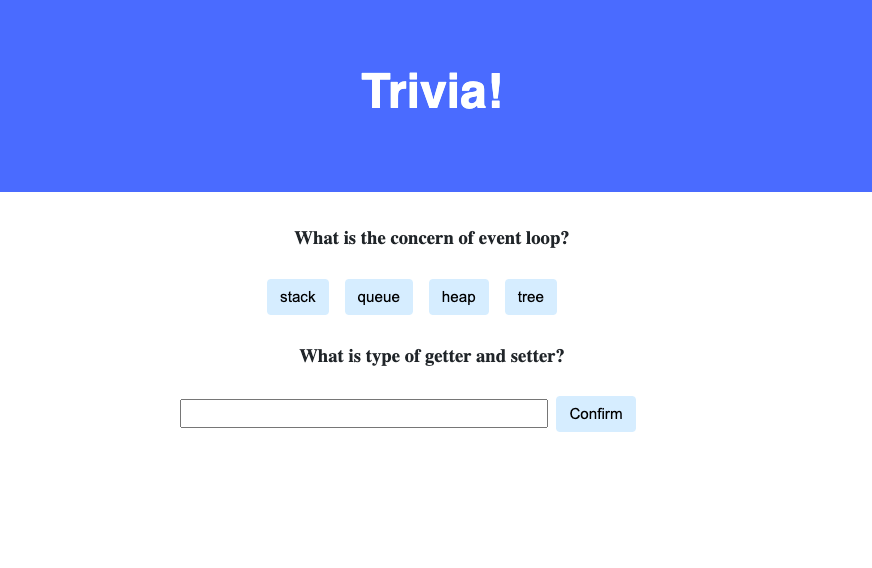 Trivia!
What is the concern of event loop?
stack queue heap tree
What is type of getter and setter?
Confirm